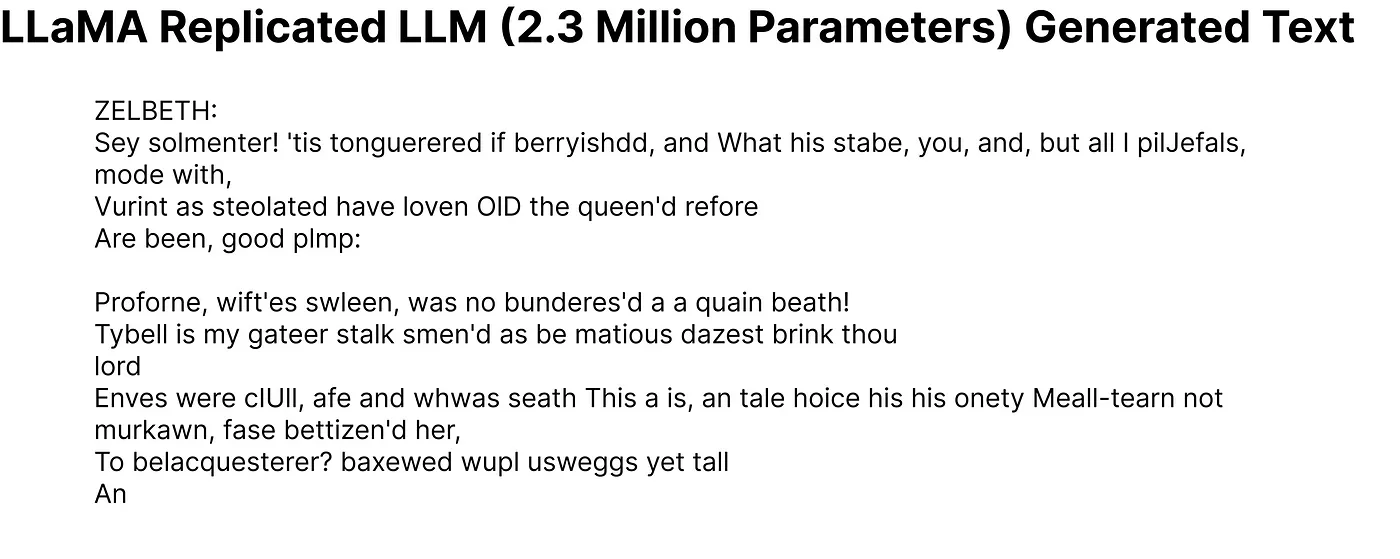 LLaMA Replicated LLM (2.3 Million Parameters) Generated Text
ZELBETH:
Sey solmenter! 'tis tonguerered if berryishdd, and What his stabe, you, and, but all I pilJefals,
mode with,
Vurint as steolated have loven OID the queen'd refore
Are been, good plmp:
Proforne, wift'es swleen, was no bunderes'd a a quain beath!
Tybell is my gateer stalk smen'd as be matious dazest brink thou
lord
Enves were clUll, afe and whwas seath This a is, an tale hoice his his onety Meall-tearn not
murkawn, fase bettizen'd her,
To belacquesterer? baxewed wupl usweggs yet tall
An